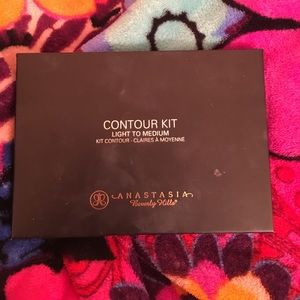 CONTOUR KIT
LIGHT TO MEDIUM
KIT CONTOUR - CLAIRES À MOYENNE
ANASTASIA
Beverly Hills®